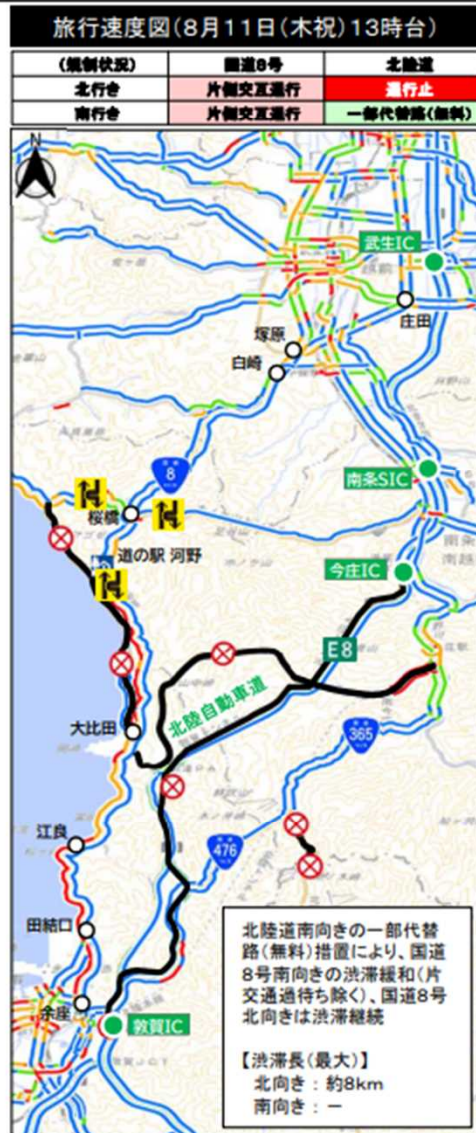 旅行速度図(8月11日(木祝)13時台)
(規制状況) 国道8号 北陸道
北行き 片側交互通行 通行止
南行き 片側交互通行 一部代替路(無料)
N
武生IC
庄田
塚原
白崎
南条SIC
8
桜橋
道の駅 河野
今庄IC
E8
北陸自動車道
大比田
365
江良
476
田結口
余座
敦賀IC
北陸道南向きの一部代替
路(無料)措置により、国道
8号南向きの渋滞緩和(片
交通過待ち除く)、国道8号
北向きは渋滞継続
【渋滞長(最大)】
北向き:約8km
南向き:-